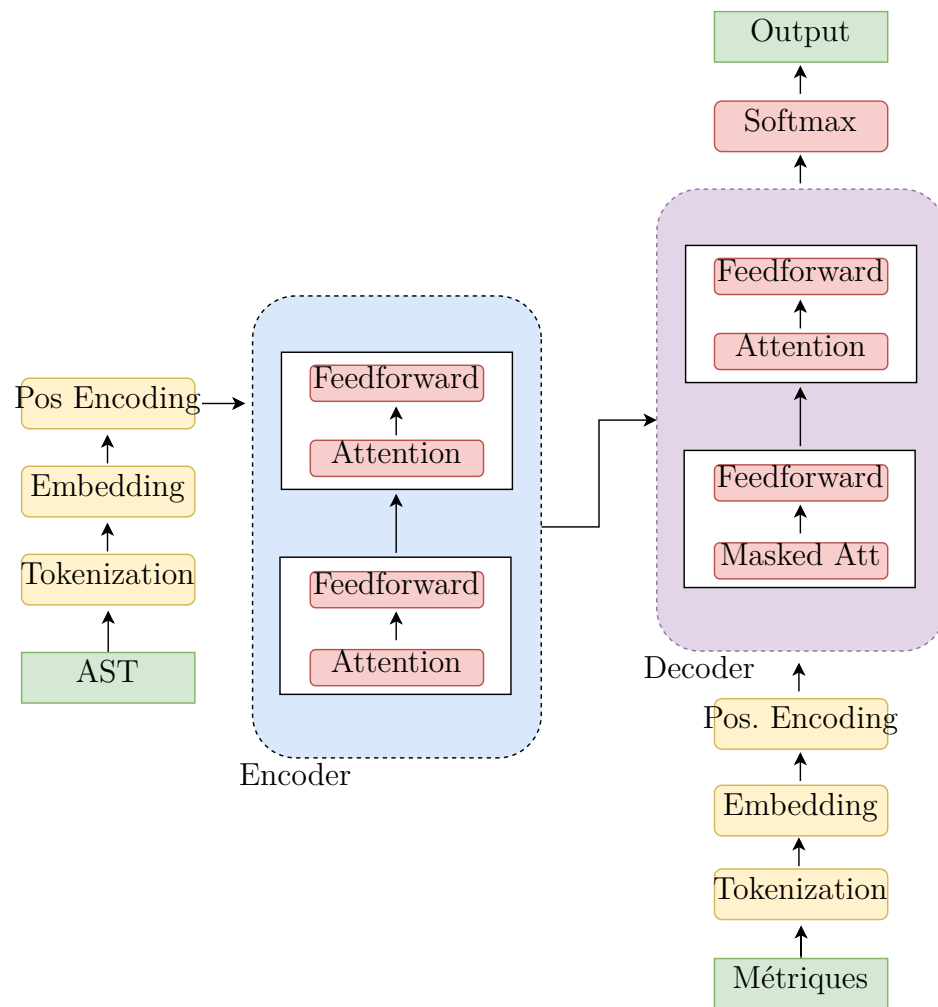 Output
Softmax
Feedforward
Attention
Feedforward
Masked Att
Decoder
Pos. Encoding
Embedding
Tokenization
Métriques
Feedforward
Attention
Feedforward
Attention
Encoder
Pos Encoding
Embedding
Tokenization
AST